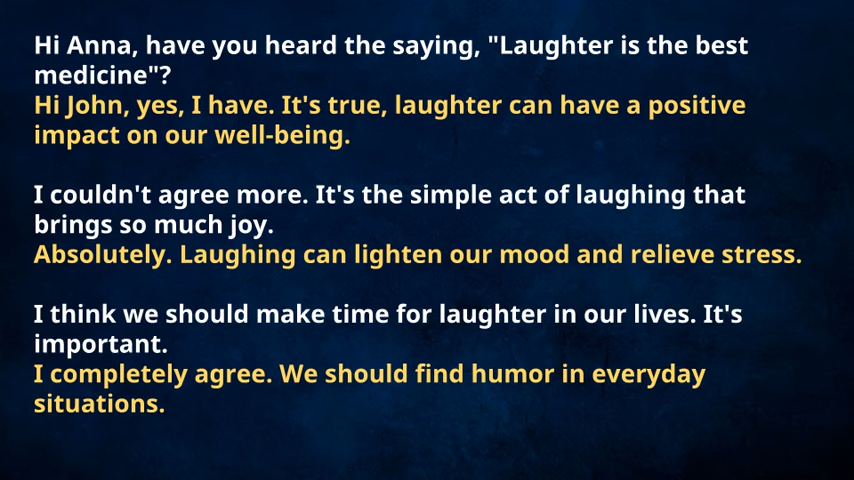 Hi Anna, have you heard the saying, "Laughter is the best
medicine"?
Hi John, yes, I have. It's true, laughter can have a positive
impact on our well-being.
I couldn't agree more. It's the simple act of laughing that
brings so much joy.
Absolutely. Laughing can lighten our mood and relieve stress.
I think we should make time for laughter in our lives. It's
important.
I completely agree. We should find humor in everyday
situations.